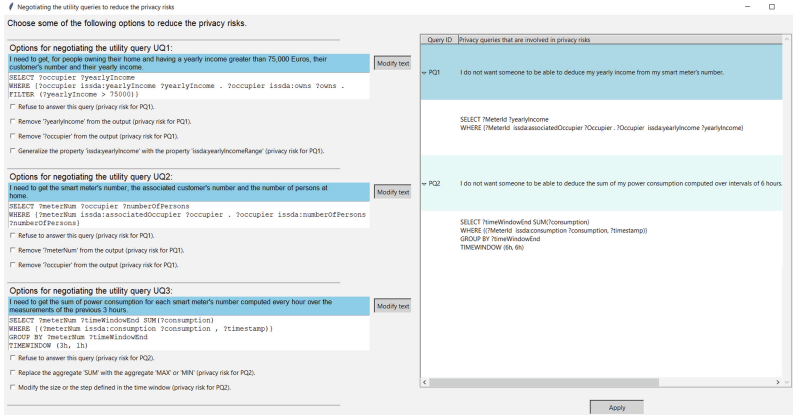 Negotiating the utility queries to reduce the privacy risks
Choose some of the following options to reduce the privacy risks.
Options for negotiating the utility query UQ1:
I need to get, for people owning their home and having a yearly income greater than 75,000 Euros, their
customer's number and their yearly income.
Modify text
SELECT ?occupier ?yearlyIncome
WHERE {?occupier issda:yearlyIncome ?yearlyIncome . ?occupier issda:owns ?owns .
FILTER (?yearlyIncome > 75000)}
Refuse to answer this query (privacy risk for PQ1).
Remove '?yearlyIncome' from the output (privacy risk for PQ1).
Remove '?occupier' from the output (privacy risk for PQ1).
Generalize the property 'issda:yearlyIncome' with the property 'issda:yearlyIncomeRange' (privacy risk for PQ1).
Options for negotiating the utility query UQ2:
I need to get the smart meter's number, the associated customer's number and the number of persons at
home.
Modify text
SELECT ?meterNum ?occupier ?numberOfPersons
WHERE {?meterNum issda:associatedOccupier ?occupier . ?occupier issda:numberOfPersons
?numberOfPersons}
Refuse to answer this query (privacy risk for PQ1).
Remove '?meterNum' from the output (privacy risk for PQ1).
Remove '?occupier' from the output (privacy risk for PQ1).
Options for negotiating the utility query UQ3:
I need to get the sum of power consumption for each smart meter's number computed every hour over the
measurements of the previous 3 hours.
Modify text
SELECT ?meterNum ?timeWindowEnd SUM(?consumption)
WHERE {(?meterNum issda:consumption ?consumption , ?timestamp)}
GROUP BY ?meterNum ?timeWindowEnd
TIMEWINDOW (3h, 1h)
Refuse to answer this query (privacy risk for PQ2).
Replace the aggregate 'SUM' with the aggregate 'MAX' or 'MIN' (privacy risk for PQ2).
Modify the size or the step defined in the time window (privacy risk for PQ2).
Query ID Privacy queries that are involved in privacy risks
PQ1 I do not want someone to be able to deduce my yearly income from my smart meter's number.
SELECT ?MeterId ?yearlyIncome
WHERE {?MeterId issda:associatedOccupier ?Occupier . ?Occupier issda:yearlyIncome ?yearlyIncome}
PQ2 I do not want someone to be able to deduce the sum of my power consumption computed over intervals of 6 hours.
SELECT ?timeWindowEnd SUM(?consumption)
WHERE {(?MeterId issda:consumption ?consumption, ?timestamp)}
GROUP BY ?timeWindowEnd
TIMEWINDOW (6h, 6h)
Apply